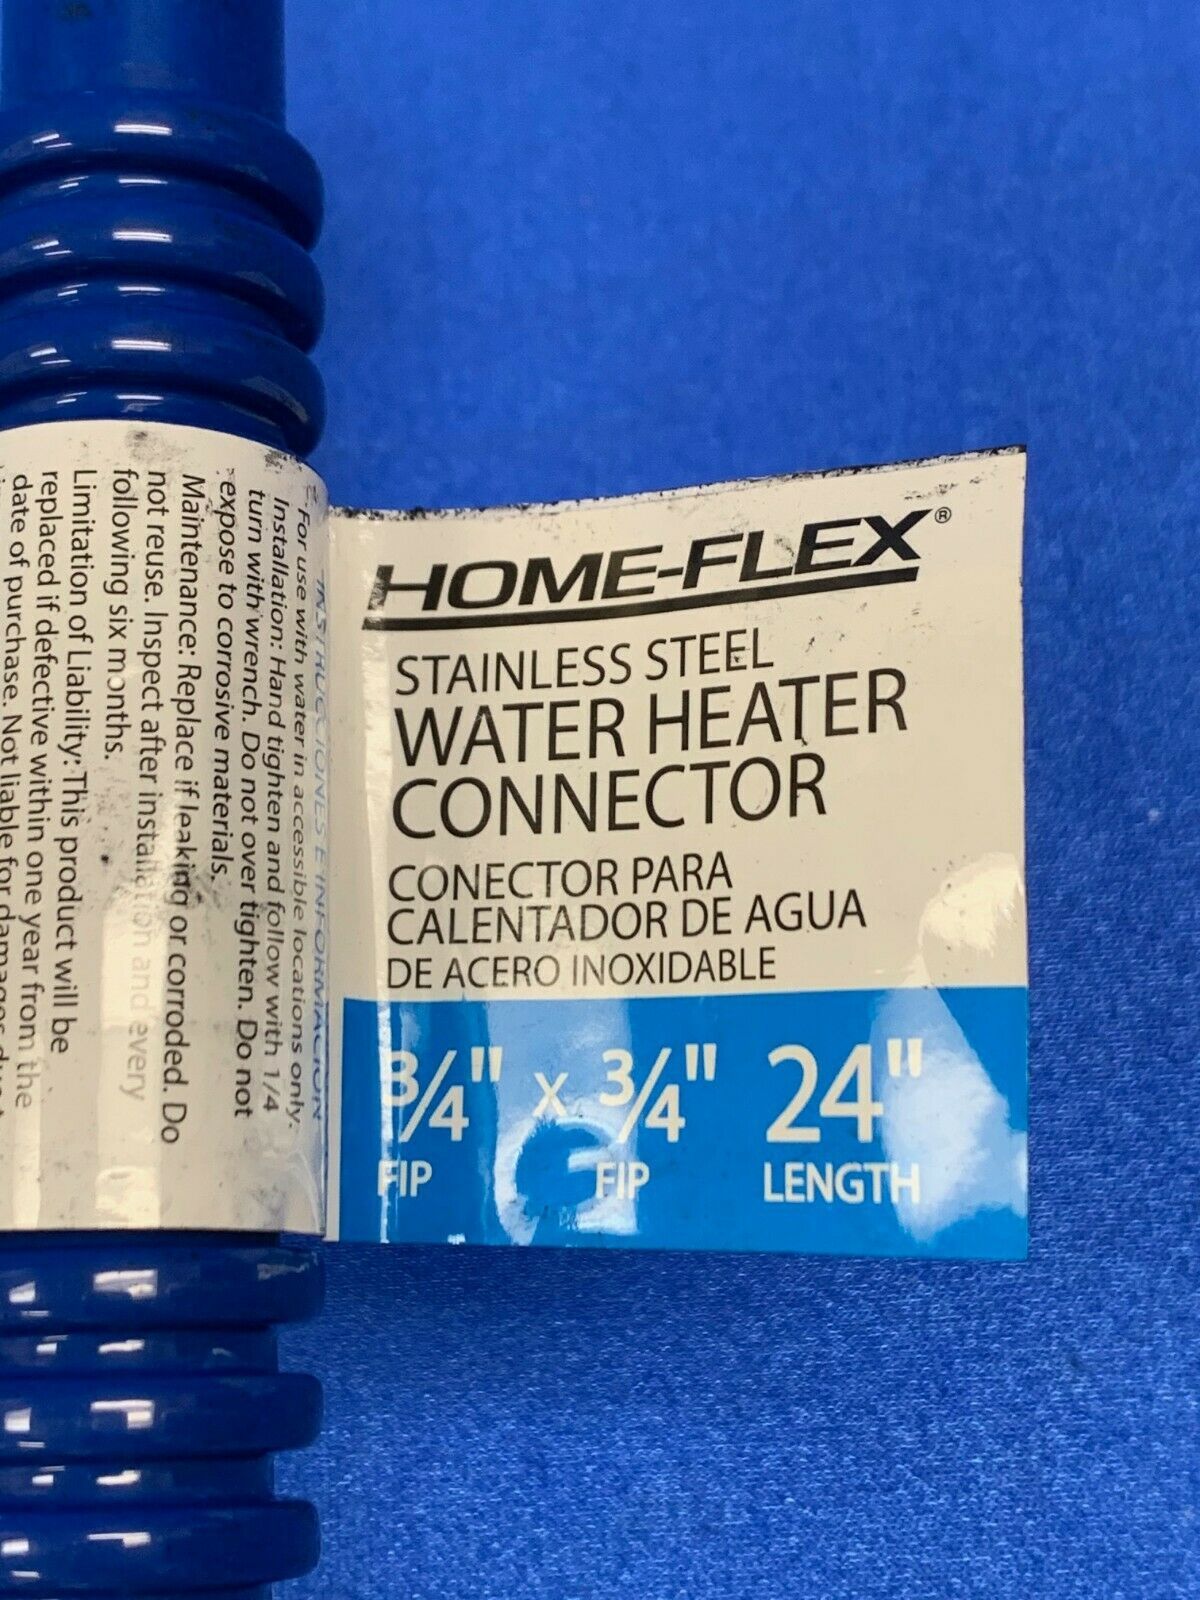 HOME-FLEX®
STAINLESS STEEL
WATER HEATER
CONNECTOR
CONECTOR PARA
CALENTADOR DE AGUA
DE ACERO INOXIDABLE
3/4" x 3/4" 24"
FIP FIP LENGTH
INSTRUCCIONES E INFORMACION
*For use with water in accessible locations only.
Installation: Hand tighten and follow with 1/4
turn with wrench. Do not over tighten. Do not
expose to corrosive materials.
Maintenance: Replace if leaking or corroded. Do
not reuse. Inspect after installation and every
following six months.
Limitation of Liability: This product will be
replaced if defective within one year from the
date of purchase. Not liable for damages due t